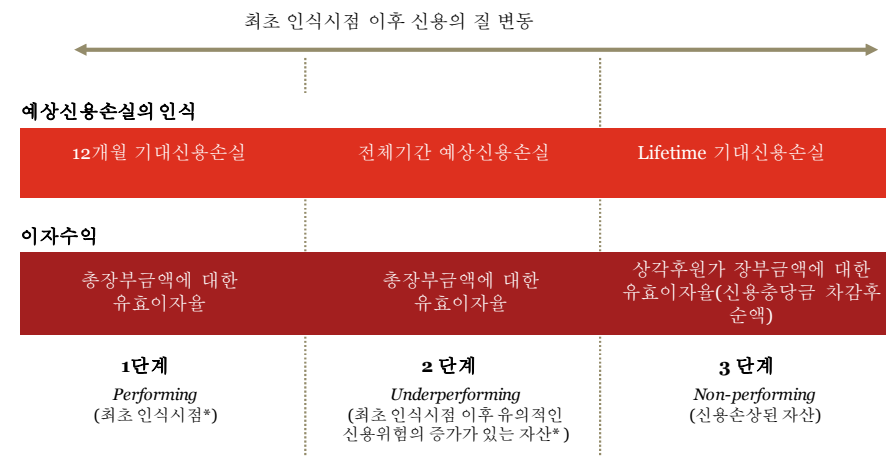 최초 인식시점 이후 신용의 질 변동
예상신용손실의 인식
12개월 기대신용손실
전체기간 예상신용손실
Lifetime 기대신용손실
이자수익
총장부금액에 대한
유효이자율
총장부금액에 대한
유효이자율
상각후원가 장부금액에 대한
유효이자율(신용충당금 차감후
순액)
1단계
Performing
(최초 인식시점*)
2 단계
Underperforming
(최초 인식시점 이후 유의적인
신용위험의 증가가 있는 자산* )
3 단계
Non-performing
(신용손상된 자산)